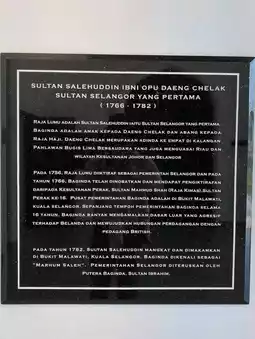 SULTAN SALEHUDDIN IBNI OPU DAENG CHELAK
SULTAN SELANGOR YANG PERTAMA
( 1766 - 1782 )
RAJA LUMU ADALAH SULTAN SALEHUDDIN IAITU SULTAN SELANGOR YANG PERTAMA.
BAGINDA ADALAH ANAK KEPADA DAENG CHELAK DAN ABANG KEPADA
RAJA HAJI. DAENG CHELAK MERUPAKAN ADINDA KE EMPAT DI KALANGAN
PAHLAWAN BUGIS LIMA BERSAUDARA YANG JUGA MENGUASAI RIAU DAN
WILAYAH KESULTANAN JOHOR DAN SELANGOR
PADA 1756, RAJA LUMU DIIKTIRAF SEBAGAI PEMERINTAH SELANGOR DAN PADA
TAHUN 1766, BAGINDA TELAH DINOBATKAN DAN MENDAPAT PENGIKTIRAFAN
DARIPADA KESULTANAN PERAK, SULTAN MAHMUD SHAH (RAJA KIMAS), SULTAN
PERAK KE 16. PUSAT PEMERINTAHAN BAGINDA ADALAH DI BUKIT MALAWATI,
KUALA SELANGOR. SEPANJANG TEMPOH PEMERINTAHAN BAGINDA SELAMA
16 TAHUN, BAGINDA BANYAK MENGAMALKAN DASAR LUAR YANG AGRESIF
TERHADAP BELANDA DAN MEWUJUDKAN HUBUNGAN PERDAGANGAN DENGAN
PEDAGANG BRITISH.
PADA TAHUN 1782, SULTAN SALEHUDDIN MANGKAT DAN DIMAKAMKAN
DI BUKIT MALAWATI, KUALA SELANGOR. BAGINDA DIKENALI SEBAGAI
"MARHUM SALEH". PEMERINTAHAN SELANGOR DITERUSKAN OLEH
PUTERA BAGINDA, SULTAN IBRAHIM.